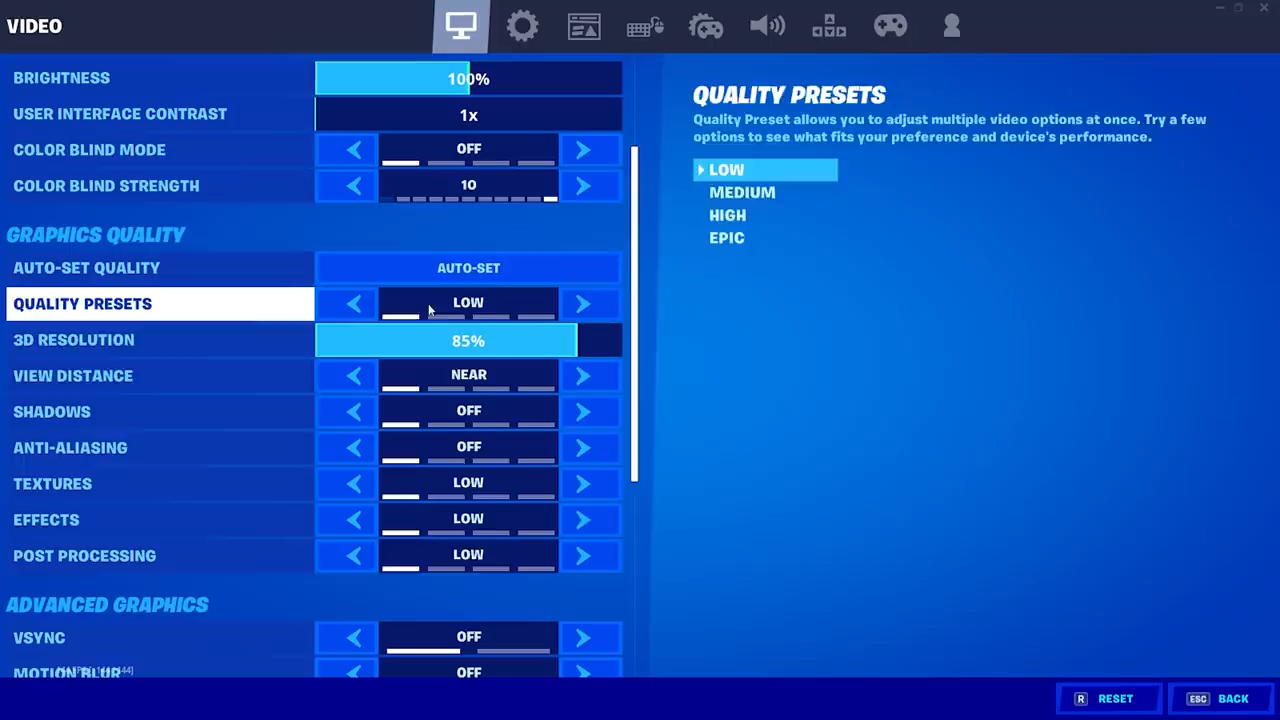 VIDEO
BRIGHTNESS 100%
USER INTERFACE CONTRAST 1x
COLOR BLIND MODE OFF
COLOR BLIND STRENGTH 10
GRAPHICS QUALITY
AUTO-SET QUALITY AUTO-SET
QUALITY PRESETS LOW
3D RESOLUTION 85%
VIEW DISTANCE NEAR
SHADOWS OFF
ANTI-ALIASING OFF
TEXTURES LOW
EFFECTS LOW
POST PROCESSING LOW
ADVANCED GRAPHICS
VSYNC OFF
MOTION BLUR OFF
QUALITY PRESETS
Quality Preset allows you to adjust multiple video options at once. Try a few
options to see what fits your preference and device's performance.
LOW
MEDIUM
HIGH
EPIC
R RESET ESC BACK